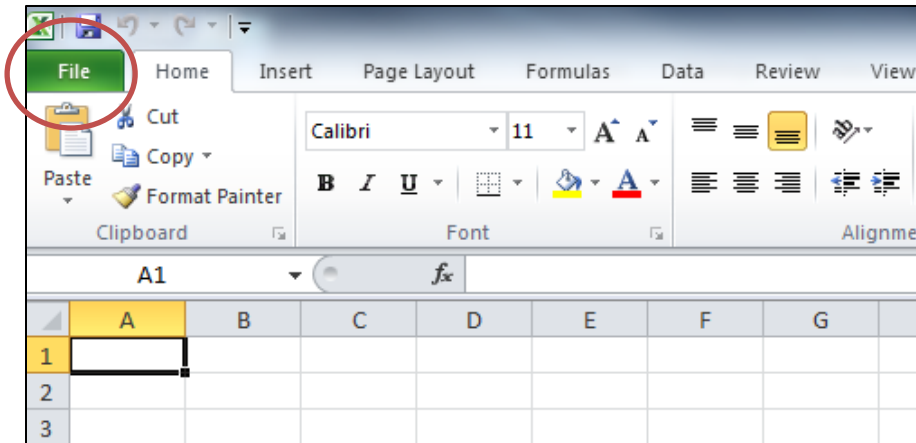 File Home Insert Page Layout Formulas Data Review View
Cut
Copy
Paste
Format Painter
Calibri 11 A A
B I U A
Clipboard Font Alignme
A1 fx
A B C D E F G
1
2
3